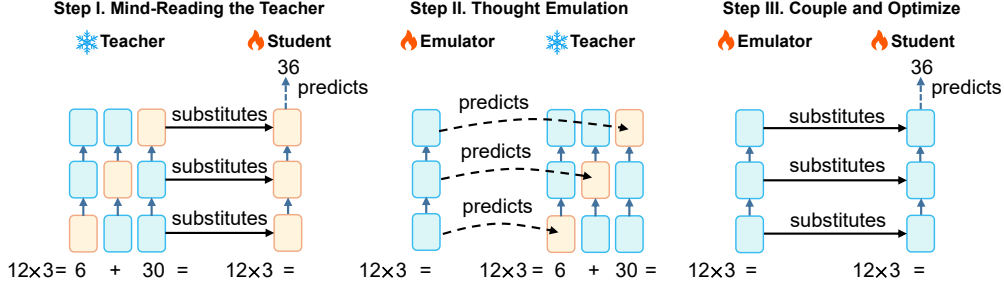 Step I. Mind-Reading the Teacher
Teacher
Student
36
predicts
substitutes
substitutes
substitutes
12×3 = 6 + 30 =
12×3 =
Step II. Thought Emulation
Emulator
Teacher
predicts
predicts
predicts
12×3 =
12×3 = 6 + 30 =
Step III. Couple and Optimize
Emulator
Student
36
predicts
substitutes
substitutes
substitutes
12×3 =
12×3 =